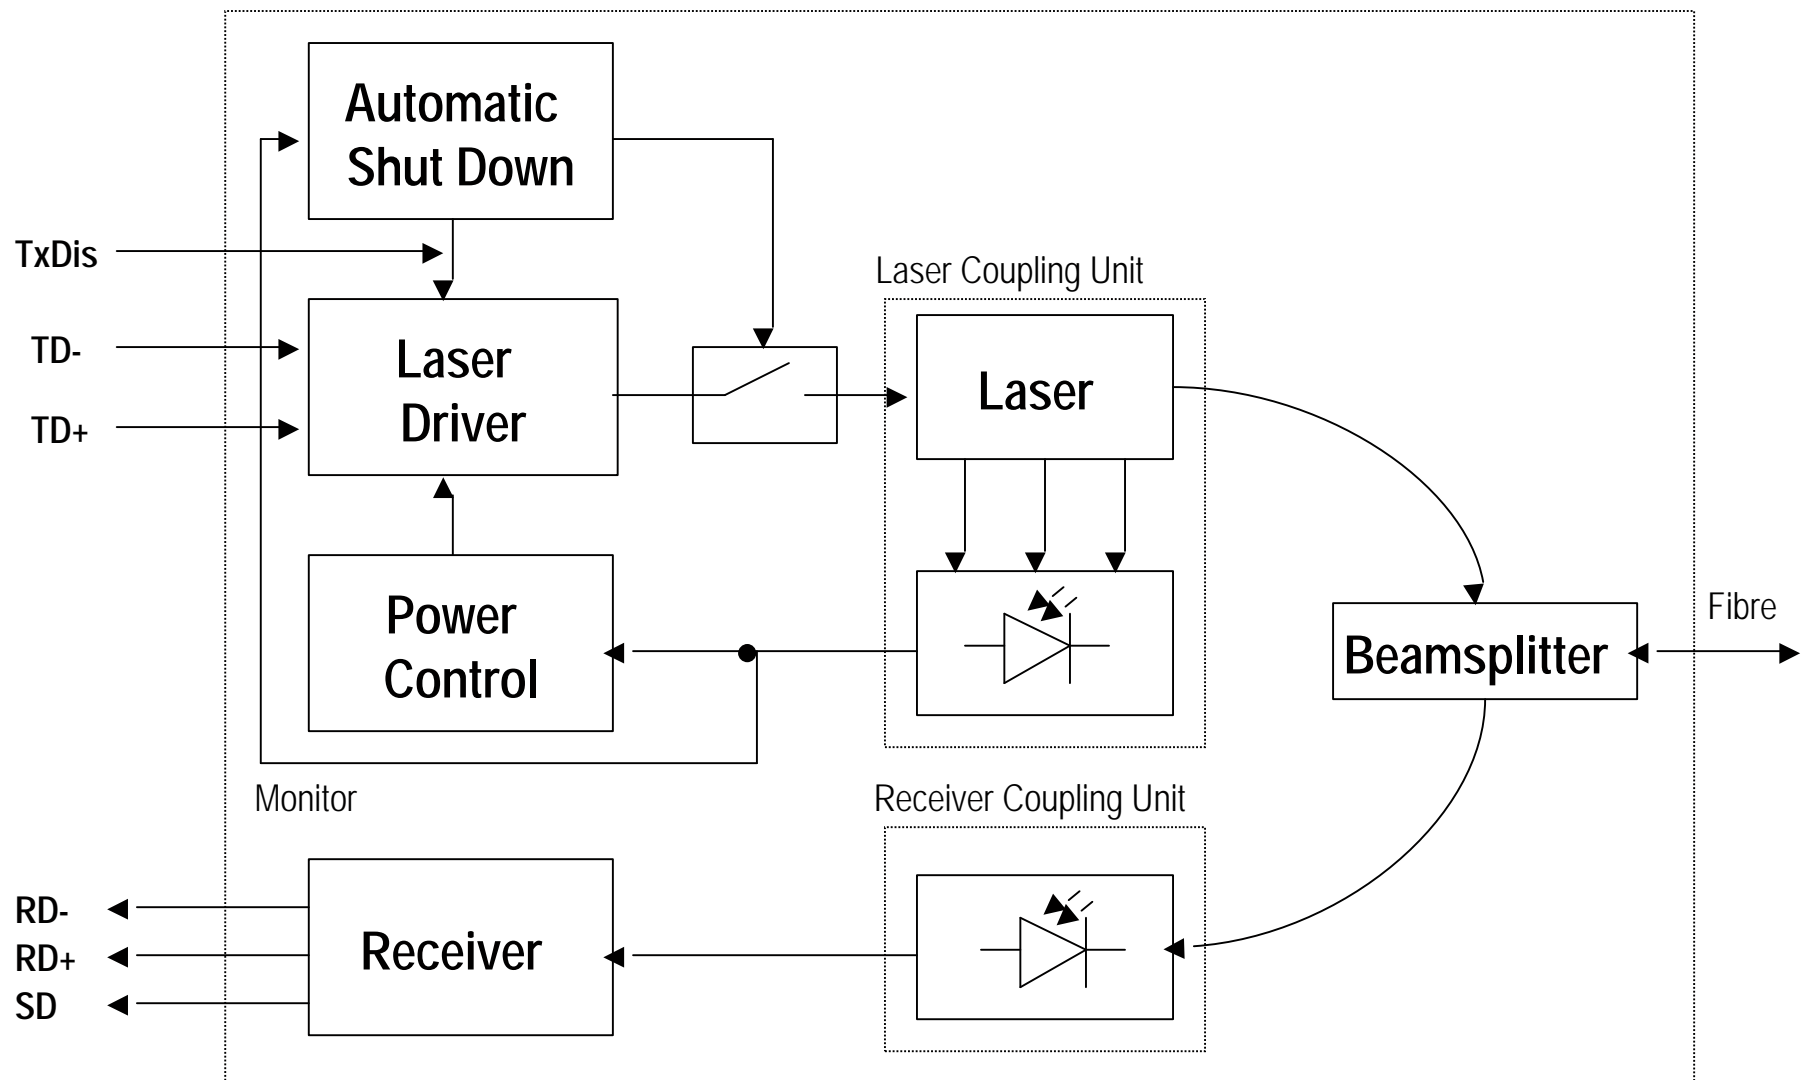 Automatic
Shut Down
TxDis
Laser Coupling Unit
TD-
Laser
Driver
Laser
TD+
Power
Control
Beamsplitter
Fibre
Monitor
Receiver Coupling Unit
RD-
RD+
SD
Receiver